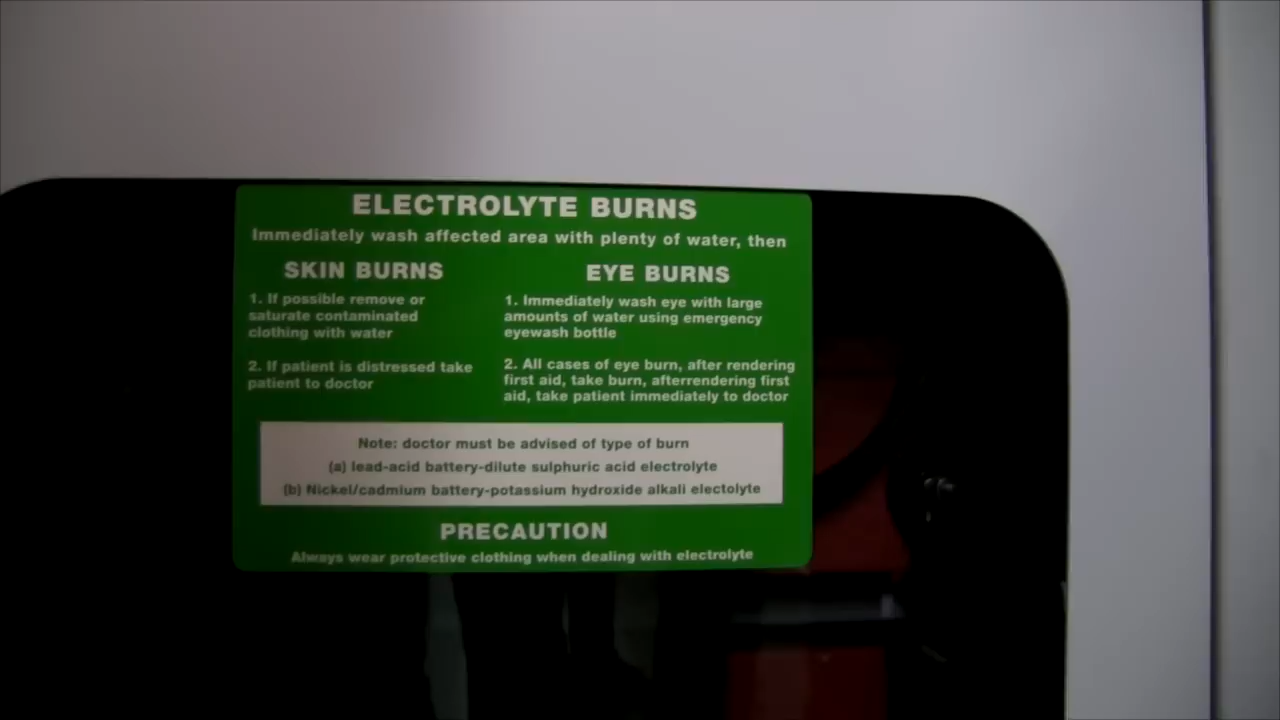 ELECTROLYTE BURNS
Immediately wash affected area with plenty of water, then
SKIN BURNS
1. If possible remove or
saturate contaminated
clothing with water
2. If patient is distressed take
patient to doctor
EYE BURNS
1. Immediately wash eye with large
amounts of water using emergency
eyewash bottle
2. All cases of eye burn, after rendering
first aid, take burn, afterrendering first
aid, take patient immediately to doctor
Note: doctor must be advised of type of burn
(a) lead-acid battery-dilute sulphuric acid electrolyte
(b) Nickel/cadmium battery-potassium hydroxide alkali electolyte
PRECAUTION
Always wear protective clothing when dealing with electrolyte